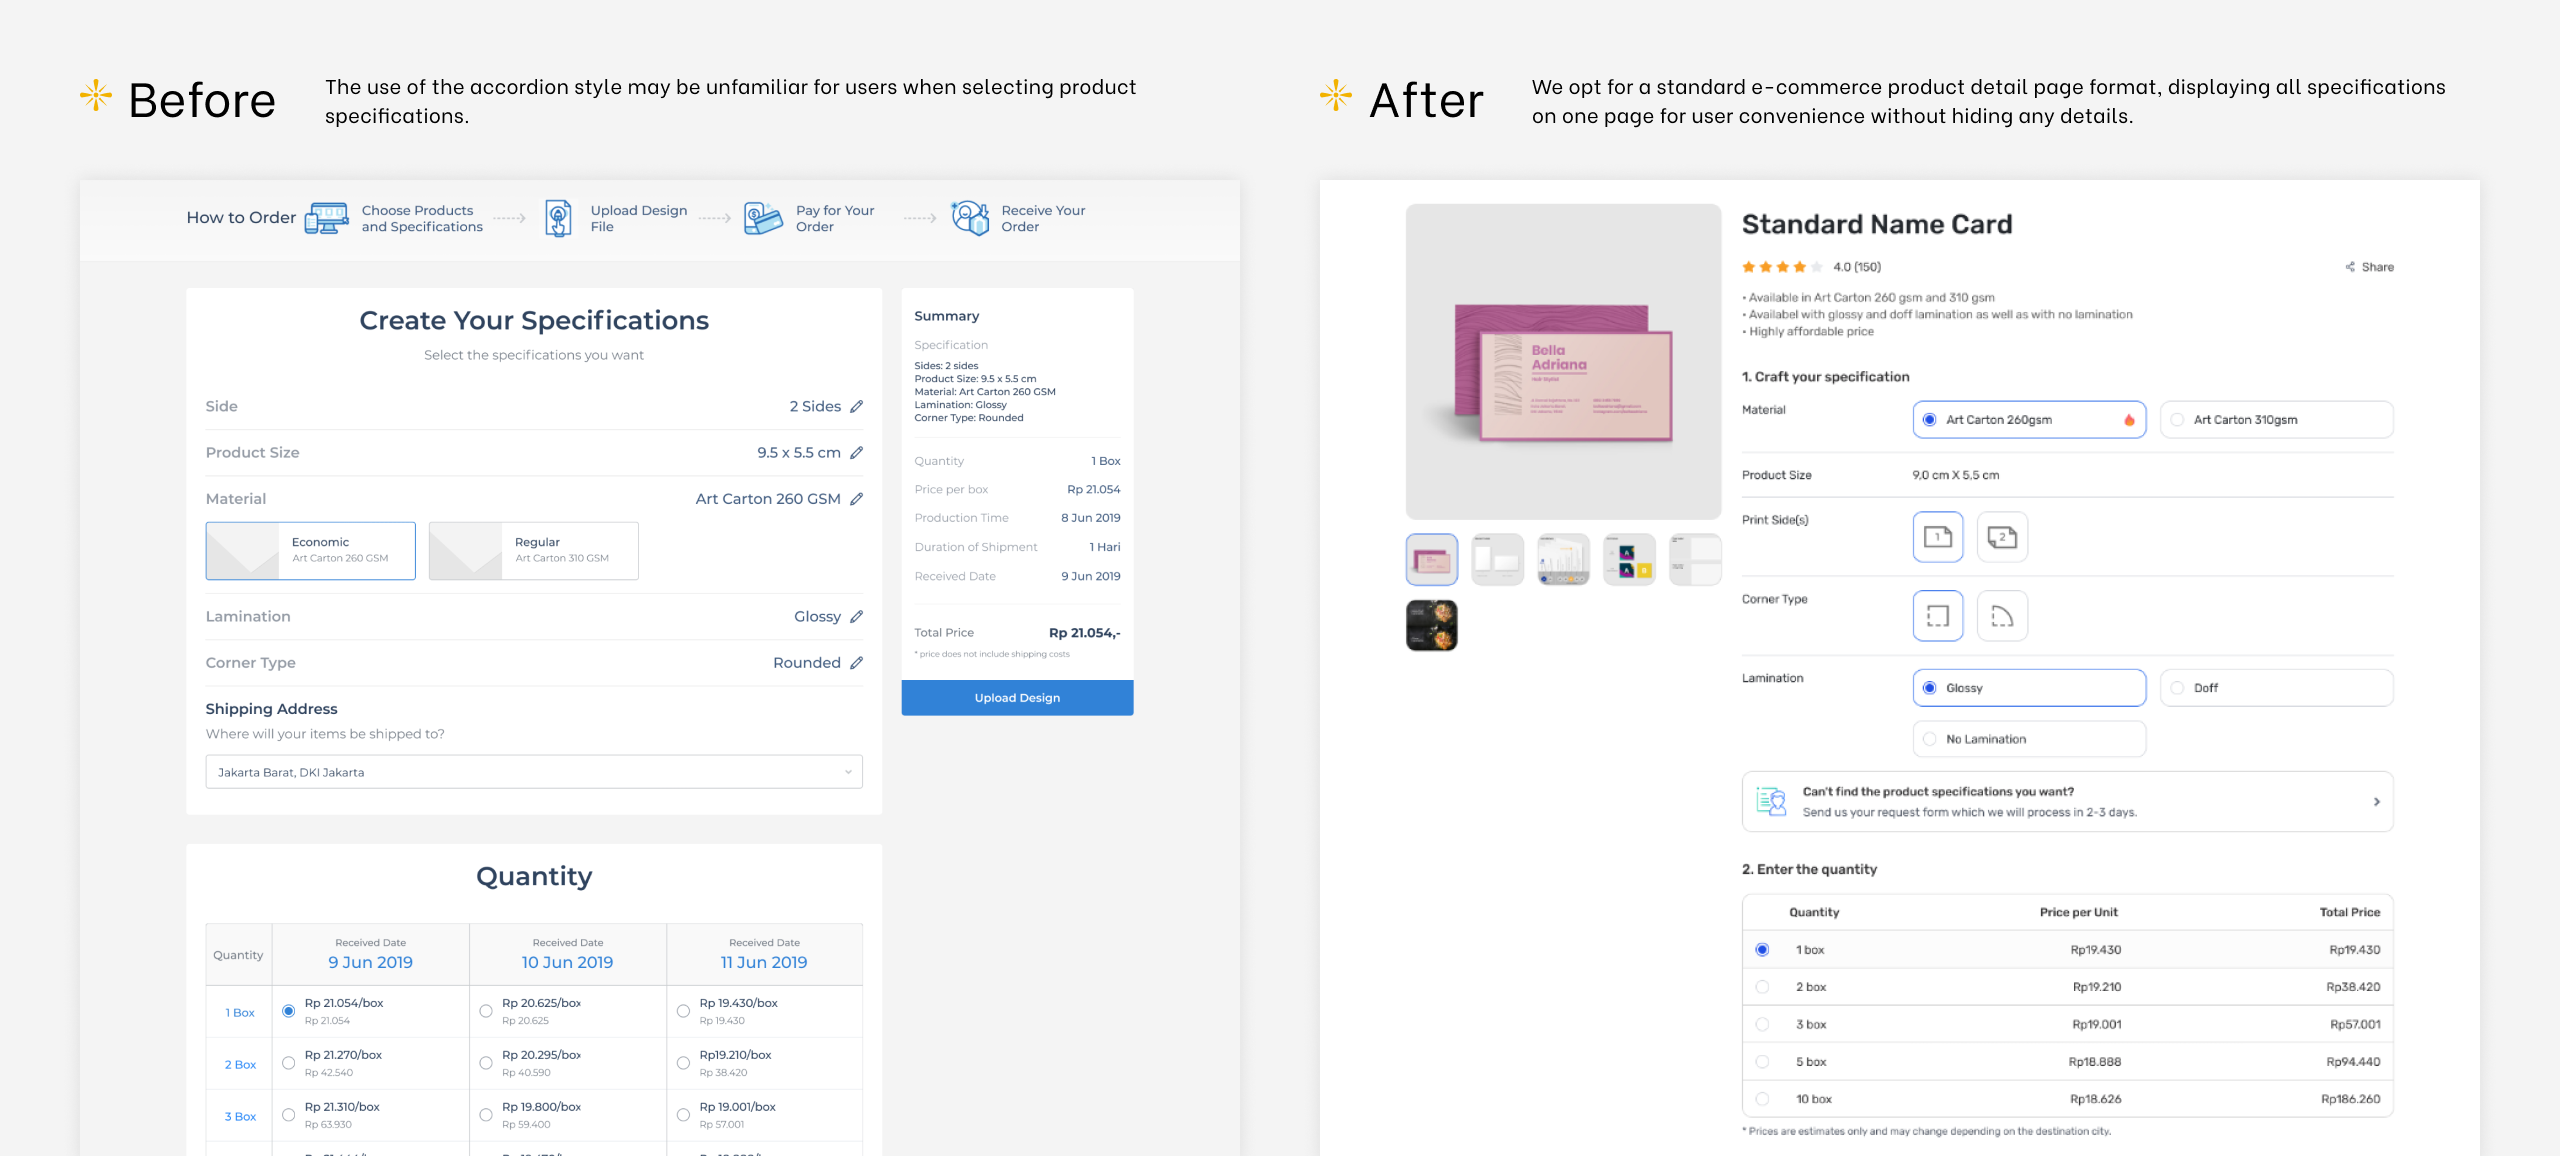 Before
The use of the accordion style may be unfamiliar for users when selecting product
specifications.
How to Order
Choose Products
and Specifications
Upload Design
File
Pay for Your
Order
Receive Your
Order
Create Your Specifications
Select the specifications you want
Side 2 Sides
Product Size 9.5 x 5.5 cm
Material Art Carton 260 GSM
Economic
Art Carton 260 GSM
Regular
Art Carton 310 GSM
Lamination Glossy
Corner Type Rounded
Shipping Address
Where will your items be shipped to?
Jakarta Barat, DKI Jakarta
Summary
Specification
Sides: 2 sides
Product Size: 9.5 x 5.5 cm
Material: Art Carton 260 GSM
Lamination: Glossy
Corner Type: Rounded
Quantity 1 Box
Price per box Rp 21.054
Production Time 8 Jun 2019
Duration of Shipment 1 Hari
Received Date 9 Jun 2019
Total Price Rp 21.054,-
* price does not include shipping costs
Upload Design
Quantity
Quantity
Received Date
9 Jun 2019
Received Date
10 Jun 2019
Received Date
11 Jun 2019
1 Box
Rp 21.054/box
Rp 21.054
Rp 20.625/box
Rp 20.625
Rp 19.430/box
Rp 19.430
2 Box
Rp 21.270/box
Rp 42.540
Rp 20.295/box
Rp 40.590
Rp19.210/box
Rp 38.420
3 Box
Rp 21.310/box
Rp 63.930
Rp 19.800/box
Rp 59.400
Rp 19.001/box
Rp 57.001
After
We opt for a standard e-commerce product detail page format, displaying all specifications
on one page for user convenience without hiding any details.
Bella
Adriana
Standard Name Card
4.0 (150)
Share
• Available in Art Carton 260 gsm and 310 gsm
• Availabel with glossy and doff lamination as well as with no lamination
• Highly affordable price
1. Craft your specification
Material
Art Carton 260gsm
Art Carton 310gsm
Product Size 9,0 cm X 5,5 cm
Print Side(s)
1
2
Corner Type
Lamination
Glossy
Doff
No Lamination
Can't find the product specifications you want?
Send us your request form which we will process in 2-3 days.
2. Enter the quantity
Quantity Price per Unit Total Price
1 box Rp19.430 Rp19.430
2 box Rp19.210 Rp38.420
3 box Rp19.001 Rp57.001
5 box Rp18.888 Rp94.440
10 box Rp18.626 Rp186.260
* Prices are estimates only and may change depending on the destination city.